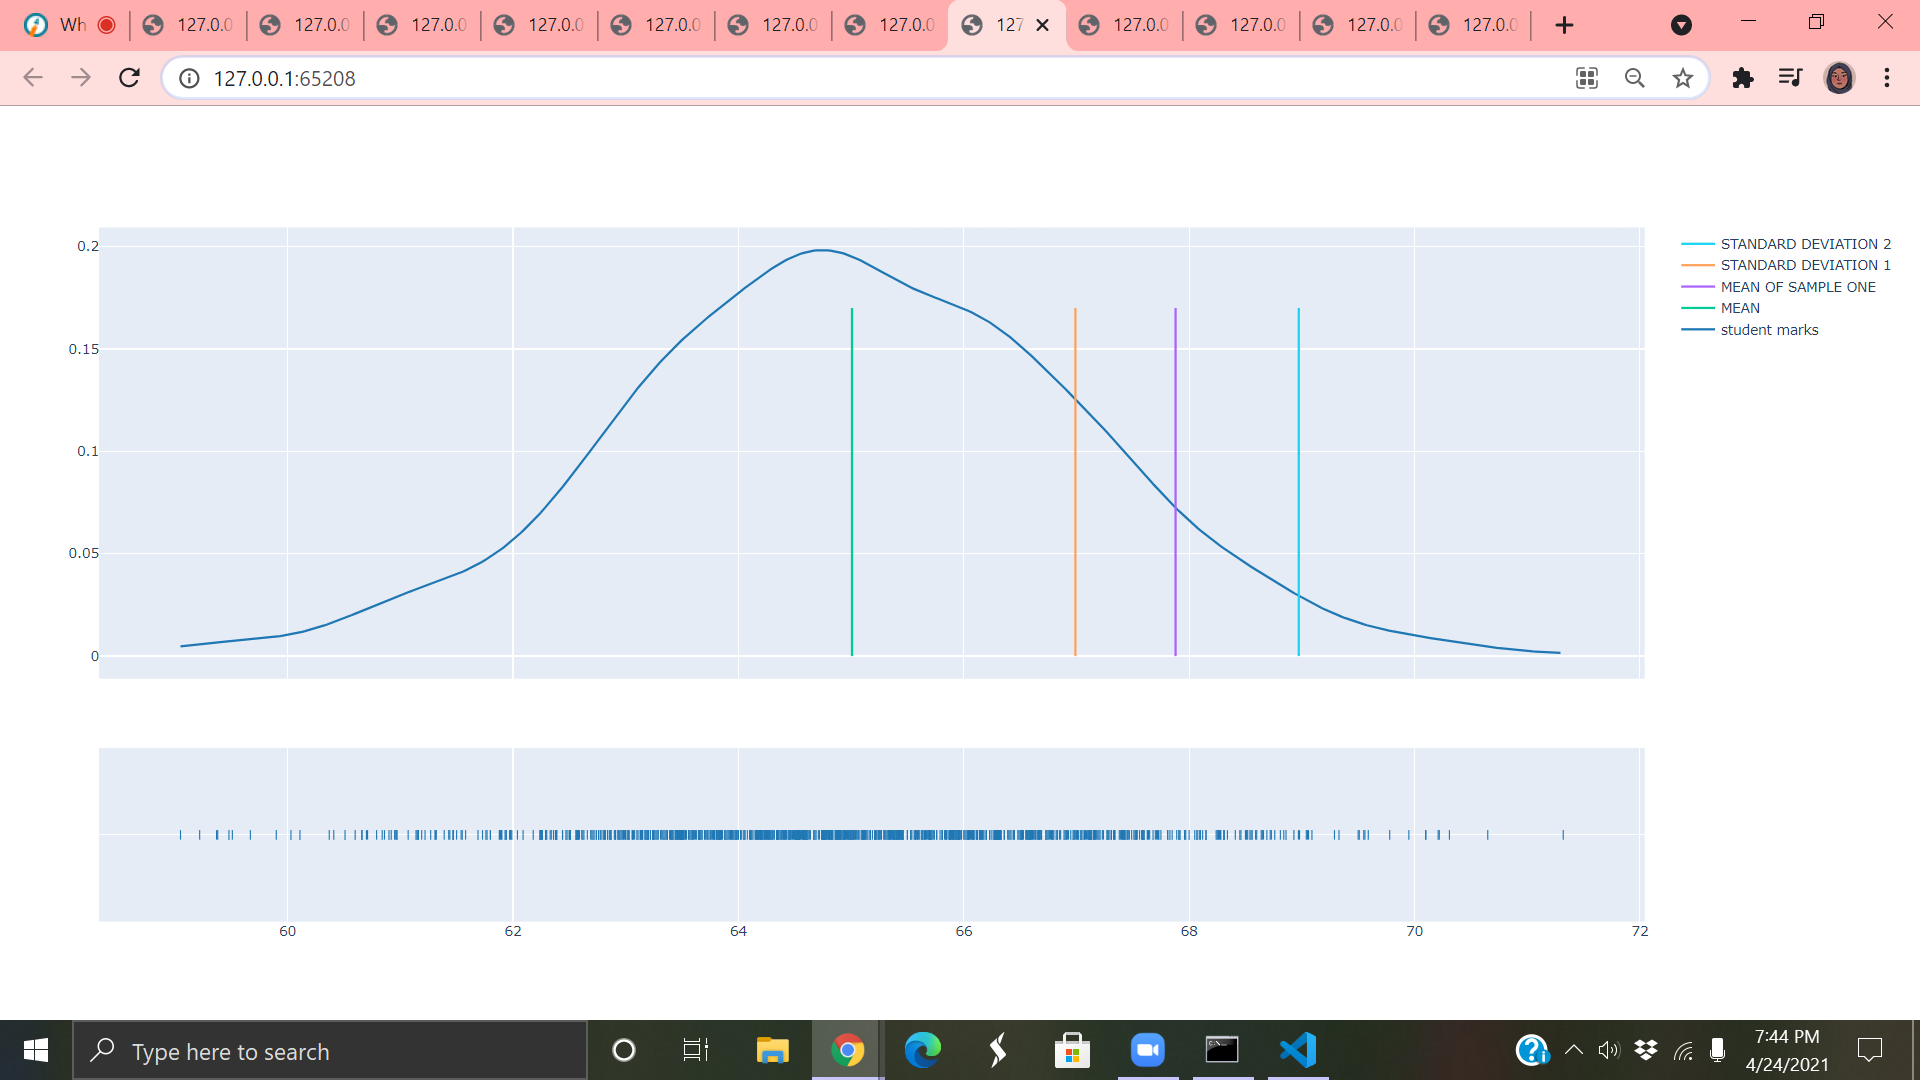 Wh 127.0.0 127.0.0 127.0.0 127.0.0 127.0.0 127.0.0 127.0.0 127 127.0.0 127.0.0 127.0.0 127.0.0
127.0.0.1:65208
0.2
0.15
0.1
0.05
0
STANDARD DEVIATION 2
STANDARD DEVIATION 1
MEAN OF SAMPLE ONE
MEAN
student marks
60 62 64 66 68 70 72
Type here to search
7:44 PM
4/24/2021